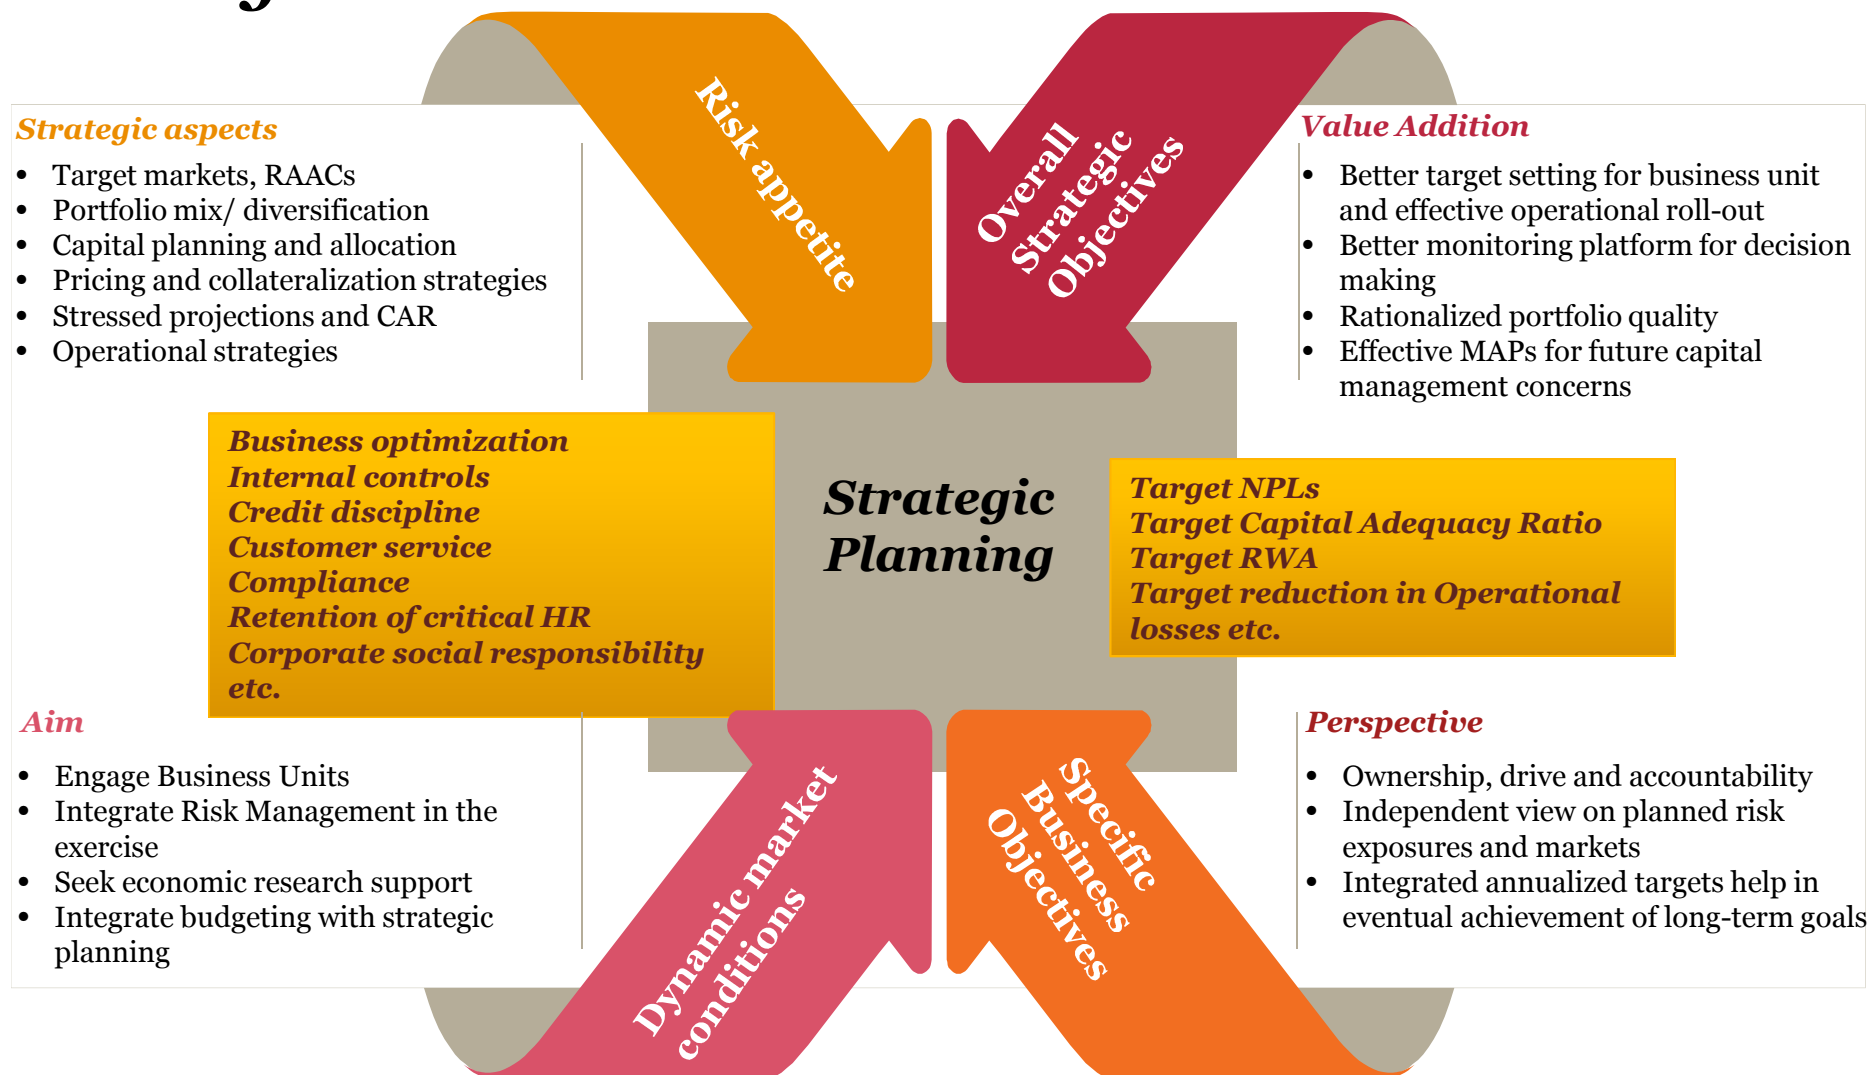 Risk appetite
Overall
Strategic
Objectives
Strategic aspects
• Target markets, RAACs
• Portfolio mix/ diversification
• Capital planning and allocation
• Pricing and collateralization strategies
• Stressed projections and CAR
• Operational strategies
Value Addition
• Better target setting for business unit
and effective operational roll-out
• Better monitoring platform for decision
making
• Rationalized portfolio quality
• Effective MAPs for future capital
management concerns
Business optimization
Internal controls
Credit discipline
Customer service
Compliance
Retention of critical HR
Corporate social responsibility
etc.
Strategic
Planning
Target NPLs
Target Capital Adequacy Ratio
Target RWA
Target reduction in Operational
losses etc.
Aim
• Engage Business Units
• Integrate Risk Management in the
exercise
• Seek economic research support
• Integrate budgeting with strategic
planning
Dynamic market
conditions
Specific
Business
Objectives
Perspective
• Ownership, drive and accountability
• Independent view on planned risk
exposures and markets
• Integrated annualized targets help in
eventual achievement of long-term goals